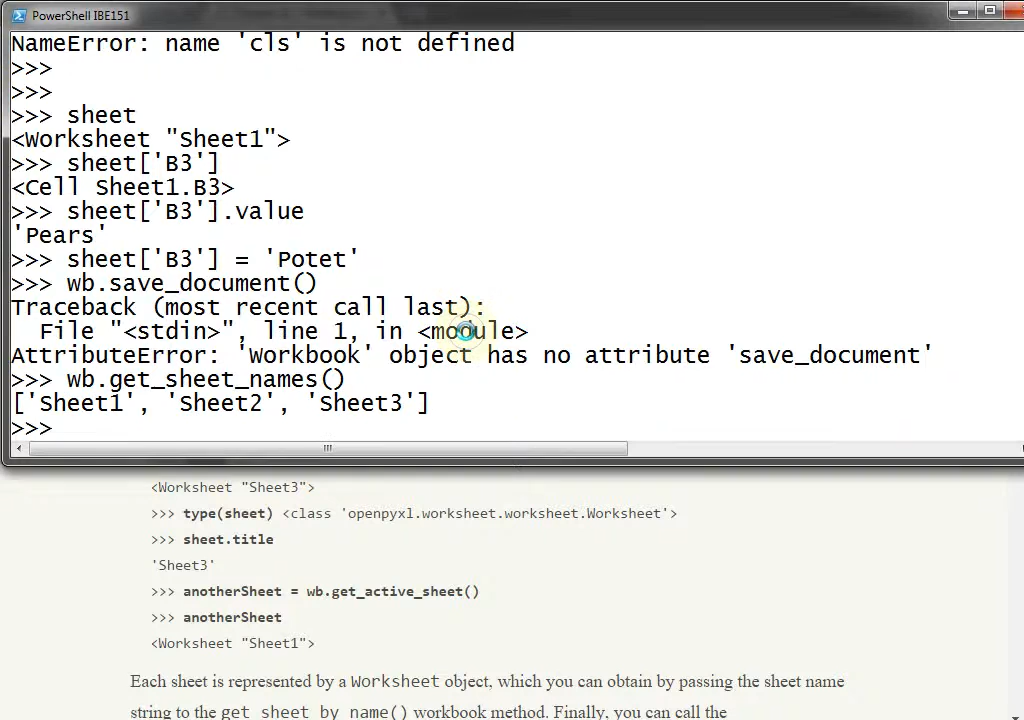 PowerShell IBE151
NameError: name 'cls' is not defined
>>>
>>>
>>> sheet
<Worksheet "Sheet1">
>>> sheet['B3']
<Cell Sheet1.B3>
>>> sheet['B3'].value
'Pears'
>>> sheet['B3'] = 'Potet'
>>> wb.save_document()
Traceback (most recent call last):
  File "<stdin>", line 1, in <module>
AttributeError: 'Workbook' object has no attribute 'save_document'
>>> wb.get_sheet_names()
['Sheet1', 'Sheet2', 'Sheet3']
>>>
<Worksheet "Sheet3">
>>> type(sheet) <class 'openpyxl.worksheet.worksheet.Worksheet'>
>>> sheet.title
'Sheet3'
>>> anotherSheet = wb.get_active_sheet()
>>> anotherSheet
<Worksheet "Sheet1">
Each sheet is represented by a Worksheet object, which you can obtain by passing the sheet name
string to the get_sheet_by_name() workbook method. Finally, you can call the